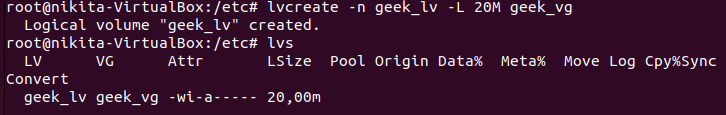 root@nikita-VirtualBox:/etc# lvcreate -n geek_lv -L 20M geek_vg
  Logical volume "geek_lv" created.
root@nikita-VirtualBox:/etc# lvs
  LV      VG      Attr       LSize  Pool Origin Data%  Meta%  Move Log Cpy%Sync
Convert
  geek_lv geek_vg -wi-a----- 20,00m